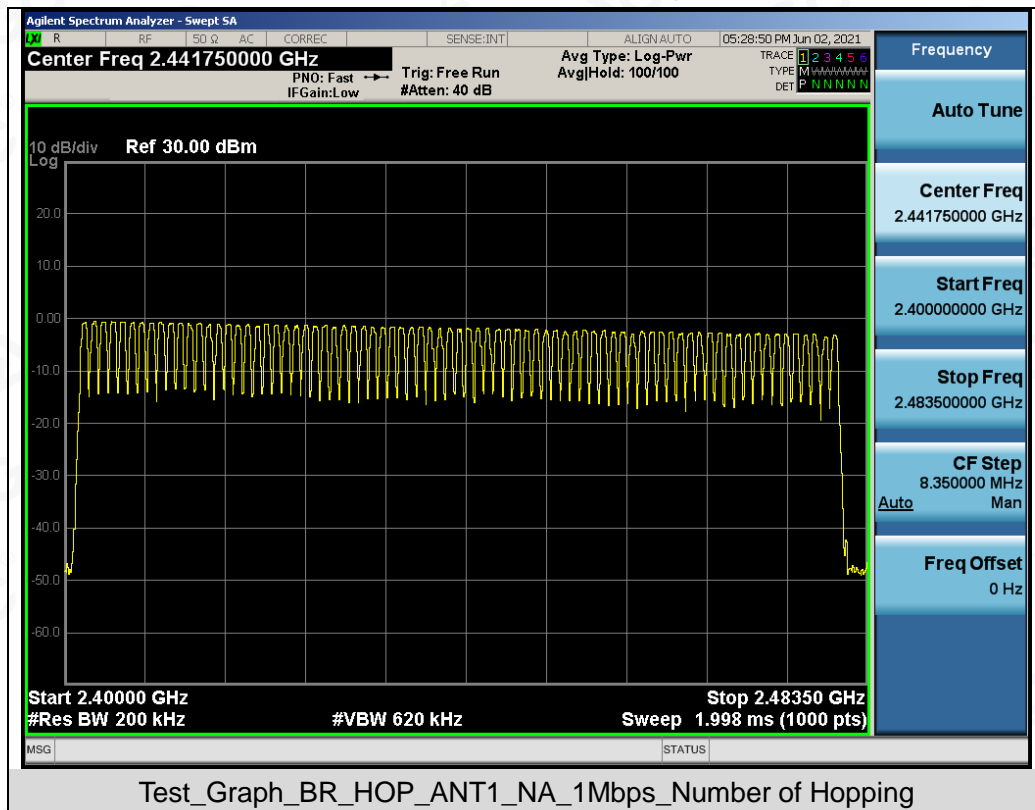 Agilent Spectrum Analyzer - Swept SA
LXI R RF 50 Ω AC CORREC SENSE:INT ALIGN AUTO 05:28:50 PM Jun 02, 2021
Center Freq 2.441750000 GHz
PNO: Fast
IFGain:Low
Trig: Free Run
#Atten: 40 dB
Avg Type: Log-Pwr
Avg|Hold: 100/100
TRACE 1 2 3 4 5 6
TYPE M
DET P N N N N N
10 dB/div Ref 30.00 dBm
Log
20.0
10.0
0.00
-10.0
-20.0
-30.0
-40.0
-50.0
-60.0
Start 2.40000 GHz Stop 2.48350 GHz
#Res BW 200 kHz #VBW 620 kHz Sweep 1.998 ms (1000 pts)
MSG STATUS
Frequency
Auto Tune
Center Freq
2.441750000 GHz
Start Freq
2.400000000 GHz
Stop Freq
2.483500000 GHz
CF Step
8.350000 MHz
Auto Man
Freq Offset
0 Hz
Test_Graph_BR_HOP_ANT1_NA_1Mbps_Number of Hopping